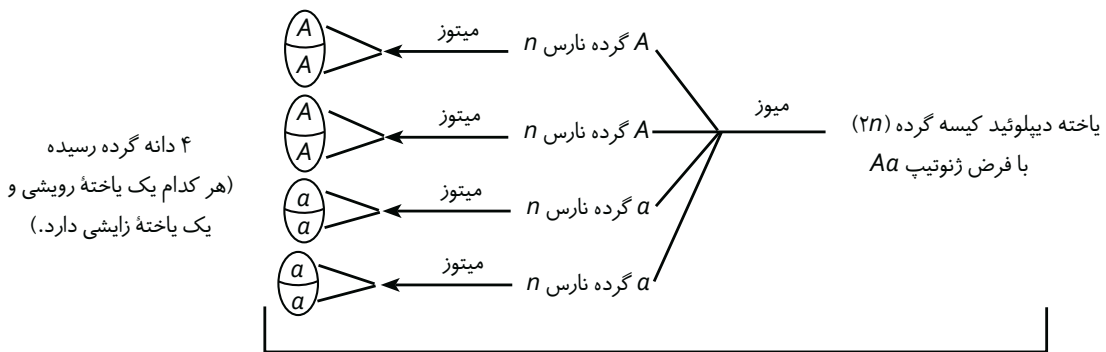 یاخته دیپلوئید کیسه گرده (۲n)
با فرض ژنوتیپ Aa
میوز
A گرده نارس n
میتوز
A
A
A گرده نارس n
میتوز
A
A
a گرده نارس n
میتوز
a
a
a گرده نارس n
میتوز
a
a
۴ دانه گرده رسیده
(هر کدام یک یاختهٔ رویشی و
یک یاختهٔ زایشی دارد.)